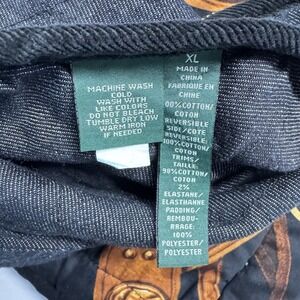 MACHINE WASH
COLD
WASH WITH
LIKE COLORS
DO NOT BLEACH
TUMBLE DRY LOW
WARM IRON
IF NEEDED
XL
MADE IN
CHINA
FABRIQUE EN
CHINE
00%COTTON/
COTON
REVERSIBLE
SIDE/COTE
REVERSIBLE
100%COTTON/
COTON
TRIMS/
TAILLE:
98%COTTON/
COTON
2%
ELASTANE/
ELASTHANNE
PADDING/
REMBOU-
RRAGE:
100%
POLYESTER/
POLYESTER